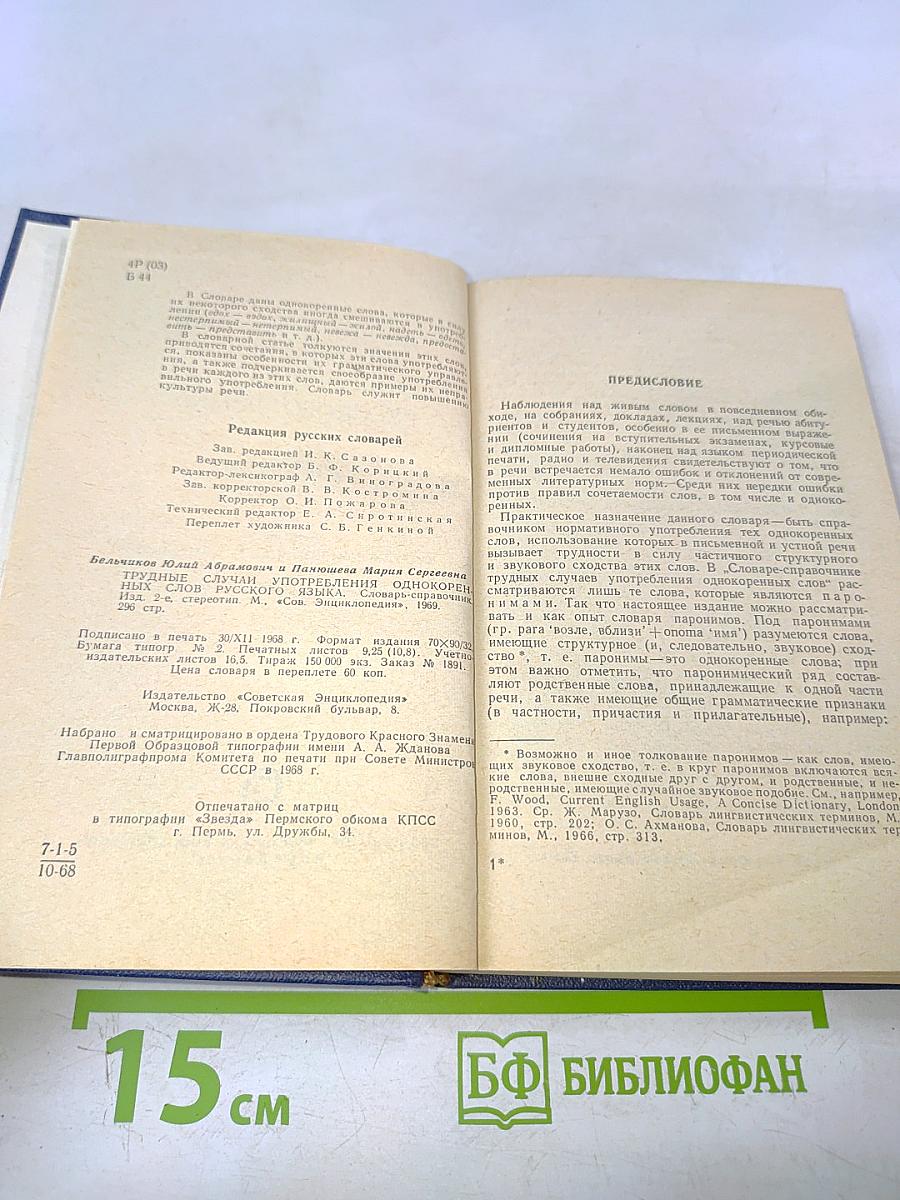 4Р (03)
Б 44
В Словаре даны однокоренные слова, которые в силу
их некоторого сходства иногда смешиваются в употреб-
лении (вдох — вздох, жилищный — жилой, надеть — одеть,
нестерпимый — нетерпимый, невежа — невежда, предоста-
вить — представить и т. д.).
В словарной статье толкуются значения этих слов,
приводятся сочетания, в которых эти слова употребляют-
ся, показаны особенности их грамматического управле-
ния, а также подчеркивается своеобразие употребления
в речи каждого из этих слов, даются примеры их непра-
вильного употребления. Словарь служит повышению
культуры речи.
Редакция русских словарей
Зав. редакцией И. К. Сазонова
Ведущий редактор Б. Ф. Корицкий
Редактор-лексикограф Л. Г. Виноградова
Зав. корректорской В. В. Костромина
Корректор О. И. Пожарова
Технический редактор Е. А. Сиротинская
Переплет художника С. Б. Генкиной
Бельчиков Юлий Абрамович и Панюшева Мария Сергеевна
ТРУДНЫЕ СЛУЧАИ УПОТРЕБЛЕНИЯ ОДНОКОРЕН-
НЫХ СЛОВ РУССКОГО ЯЗЫКА. Словарь-справочник
Изд. 2-е, стереотип. М., «Сов. Энциклопедия», 1969.
296 стр.
Подписано в печать 30/XII 1968 г. Формат издания 70×90/32
Бумага типогр № 2. Печатных листов 9,25 (10,8). Учетно-
издательских листов 16,5. Тираж 150 000 экз. Заказ № 1891.
Цена словаря в переплете 60 коп.
Издательство «Советская Энциклопедия»
Москва, Ж-28, Покровский бульвар, 8.
Набрано и сматрицировано в ордена Трудового Красного Знамени
Первой Образцовой типографии имени А. А. Жданова
Главполиграфпрома Комитета по печати при Совете Министров
СССР в 1968 г.
Отпечатано с матриц
в типографии «Звезда» Пермского обкома КПСС
г. Пермь, ул. Дружбы, 34.
7-1-5
10-68
ПРЕДИСЛОВИЕ
Наблюдения над живым словом в повседневном оби-
ходе, на собраниях, докладах, лекциях, над речью абиту-
риентов и студентов, особенно в ее письменном выраже-
нии (сочинения на вступительных экзаменах, курсовые
и дипломные работы), наконец над языком периодической
печати, радио и телевидения свидетельствуют о том, что
в речи встречается немало ошибок и отклонений от совре-
менных литературных норм. Среди них нередки ошибки
против правил сочетаемости слов, в том числе и одноко-
ренных.
Практическое назначение данного словаря — быть спра-
вочником нормативного употребления тех однокоренных
слов, использование которых в письменной и устной речи
вызывает трудности в силу частичного структурного
и звукового сходства этих слов. В „Словаре-справочнике
трудных случаев употребления однокоренных слов“ рас-
сматриваются лишь те слова, которые являются паро-
нимами. Так что настоящее издание можно рассматри-
вать и как опыт словаря паронимов. Под паронимами
(гр. para ‘возле, вблизи’ + onoma ‘имя’) разумеются слова,
имеющие структурное (и, следовательно, звуковое) сход-
ство *, т. е. паронимы — это однокоренные слова; при
этом важно отметить, что паронимический ряд состав-
ляют родственные слова, принадлежащие к одной части
речи, а также имеющие общие грамматические признаки
(в частности, причастия и прилагательные), например:
* Возможно и иное толкование паронимов — как слов, имею-
щих звуковое сходство, т. е. в круг паронимов включаются вся-
кие слова, внешне сходные друг с другом, и родственные, и не-
родственные, имеющие случайное звуковое подобие. См., например,
F. Wood, Current English Usage, A Concise Dictionary, London
1963. Ср. Ж. Марузо, Словарь лингвистических терминов, М.
1960, стр. 202; О. С. Ахманова, Словарь лингвистических тер-
минов, М., 1966, стр. 313.
1*
15 см
БФ БИБЛИОФАН